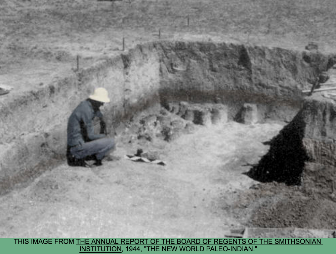 THIS IMAGE FROM THE ANNUAL REPORT OF THE BOARD OF REGENTS OF THE SMITHSONIAN
INSTITUTION, 1944, "THE NEW WORLD PALEO-INDIAN."